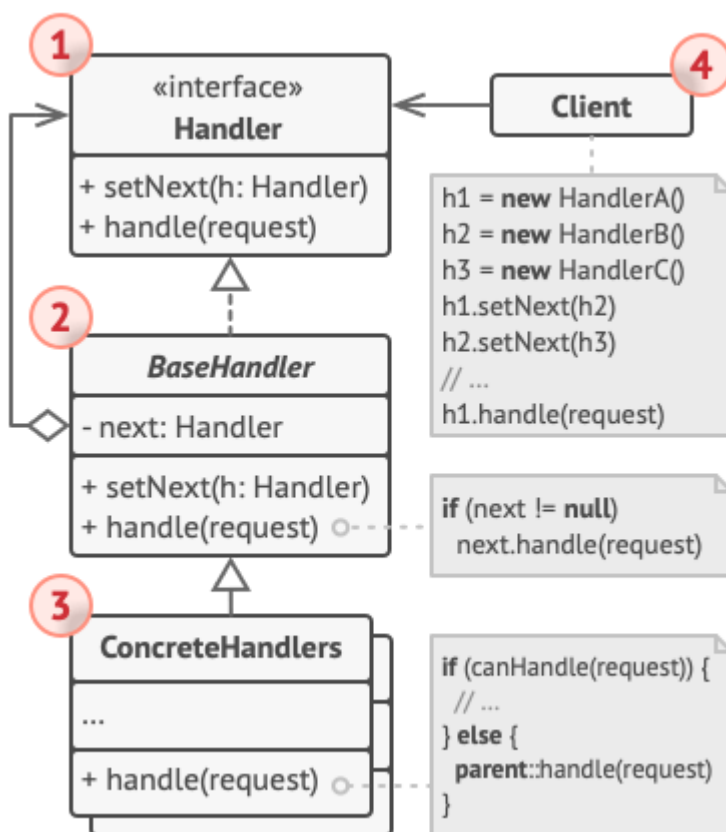 1
«interface»
Handler
+ setNext(h: Handler)
+ handle(request)
4
Client
h1 = new HandlerA()
h2 = new HandlerB()
h3 = new HandlerC()
h1.setNext(h2)
h2.setNext(h3)
// ...
h1.handle(request)
2
BaseHandler
- next: Handler
+ setNext(h: Handler)
+ handle(request)
if (next != null)
next.handle(request)
3
ConcreteHandlers
...
+ handle(request)
if (canHandle(request)) {
// ...
} else {
parent::handle(request)
}